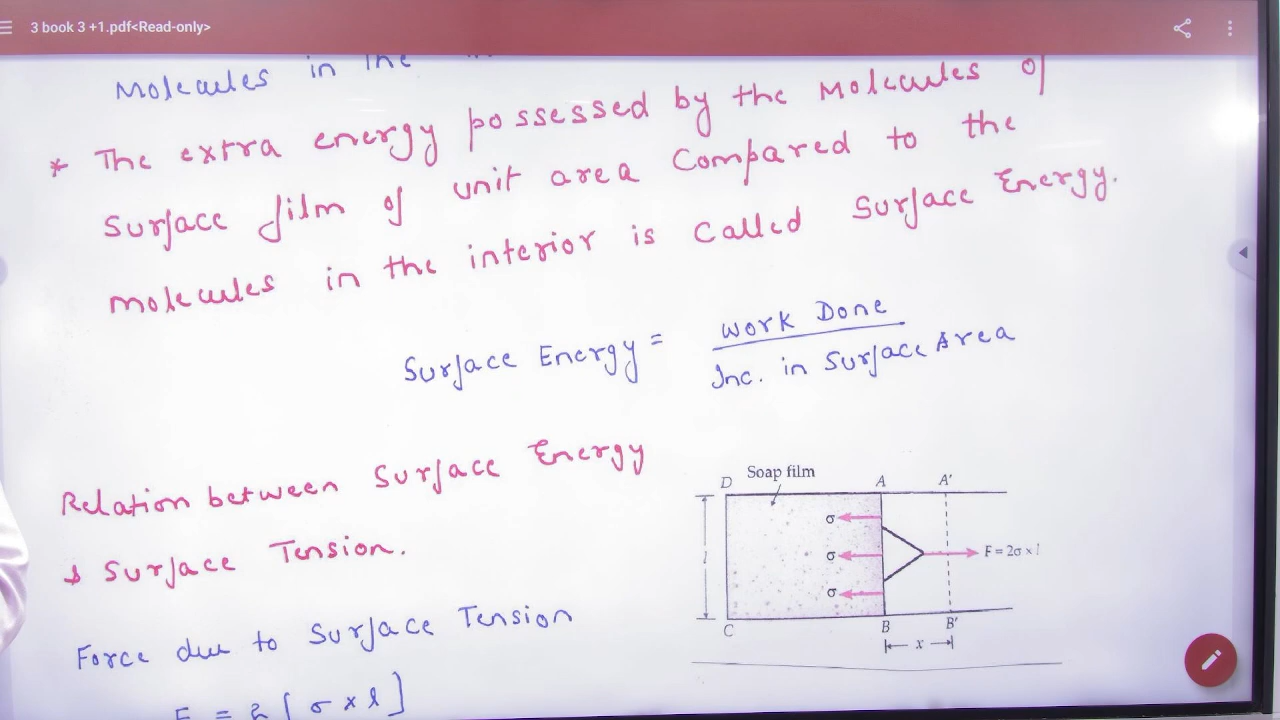 3 book 3 +1.pdf<Read-only>
Molecules in the
* The extra energy possessed by the Molecules of
Surface film of unit area Compared to the
molecules in the interior is Called Surface Energy.
Surface Energy = Work Done
Inc. in Surface Area
Relation between Surface Energy
& Surface Tension.
Soap film
D A A'
σ
σ F = 2σ × l
σ
l
C B B'
x
Force due to Surface Tension
F = 2 [ σ × l ]